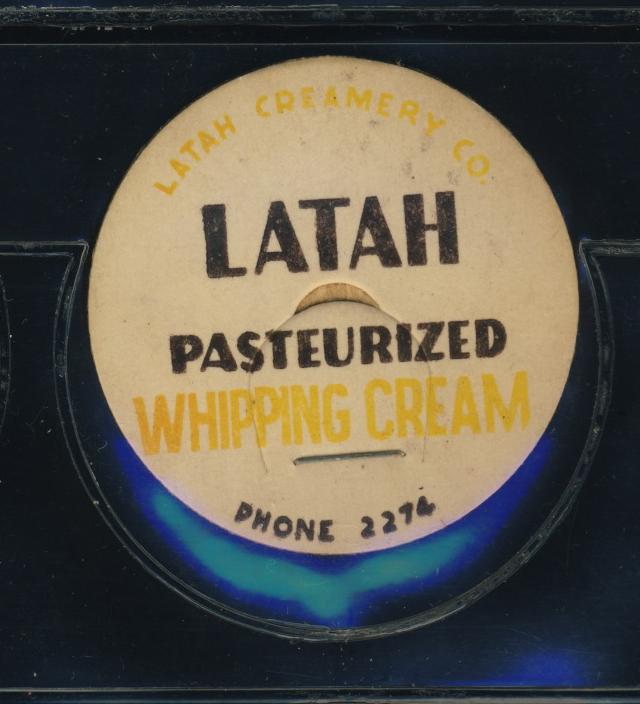 LATAH CREAMERY CO.
LATAH
PASTEURIZED
WHIPPING CREAM
PHONE 2274